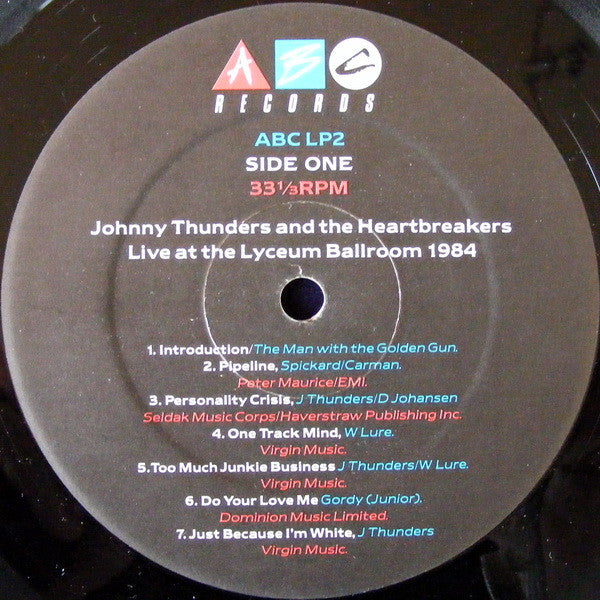 ABC
RECORDS
ABC LP2
SIDE ONE
33⅓RPM
Johnny Thunders and the Heartbreakers
Live at the Lyceum Ballroom 1984
1. Introduction/The Man with the Golden Gun.
2. Pipeline, Spickard/Carman.
Peter Maurice/EMI.
3. Personality Crisis, J Thunders/D Johansen
Seldak Music Corps/Haverstraw Publishing Inc.
4. One Track Mind, W Lure.
Virgin Music.
5.Too Much Junkie Business J Thunders/W Lure.
Virgin Music.
6. Do Your Love Me Gordy (Junior).
Dominion Music Limited.
7. Just Because I'm White, J Thunders
Virgin Music.